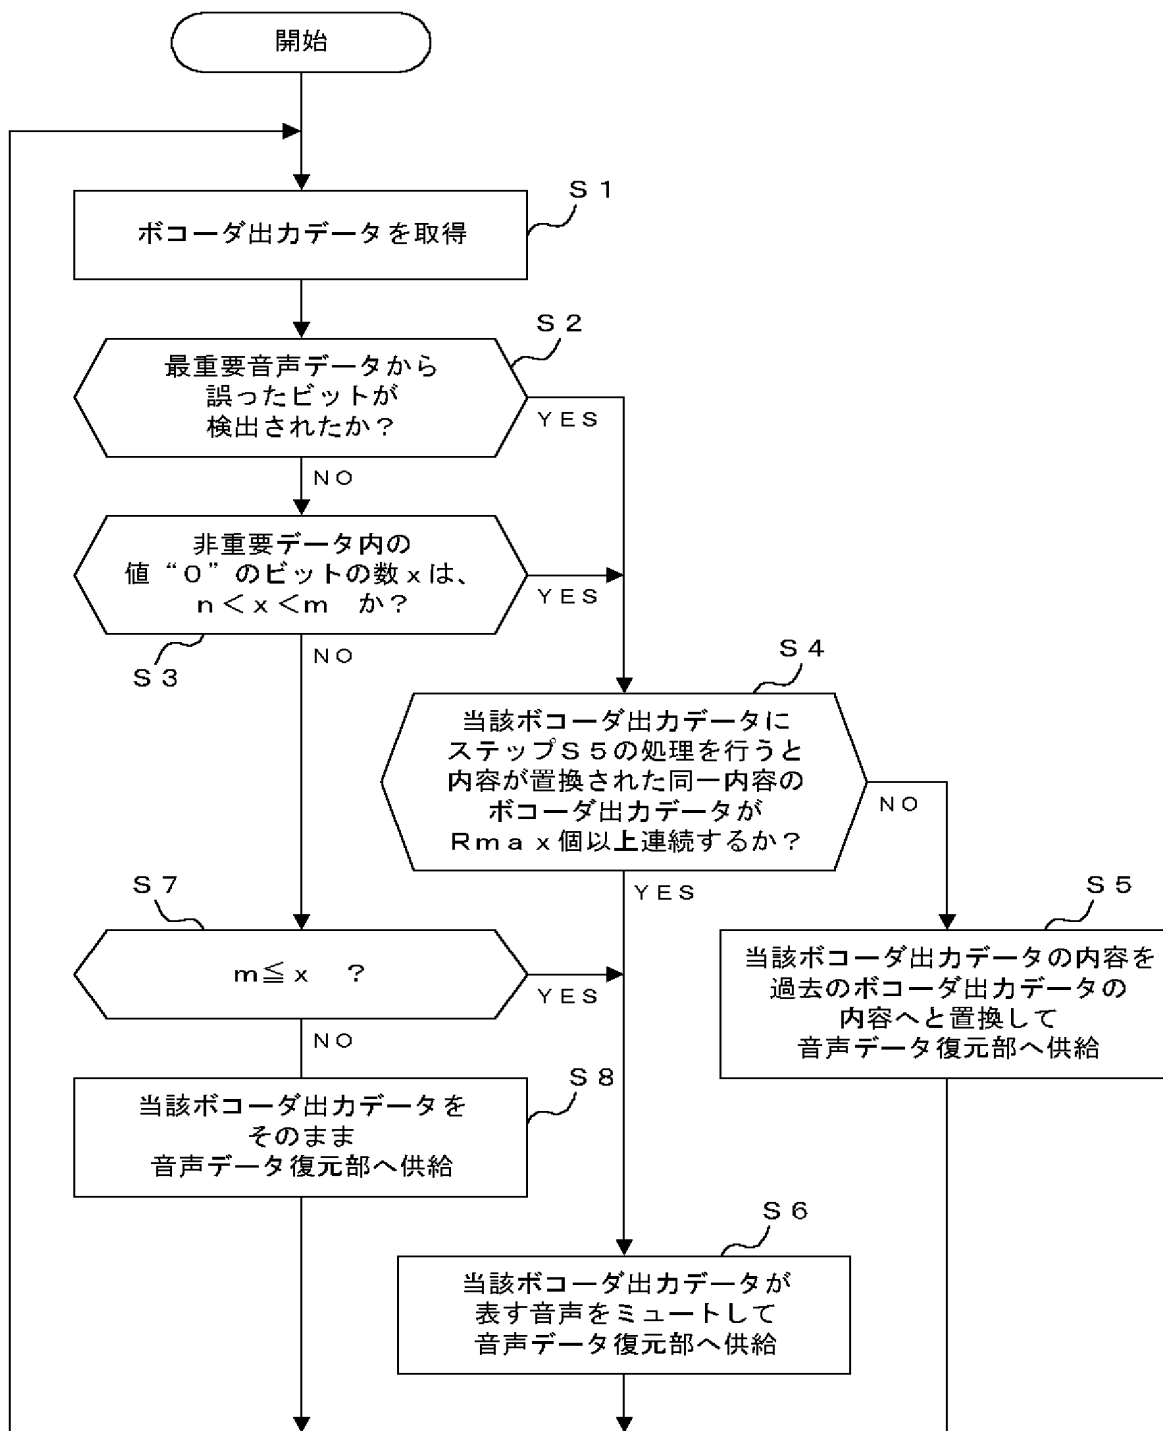 開始
S1
ボコーダ出力データを取得
S2
最重要音声データから
誤ったビットが
検出されたか？
YES
NO
非重要データ内の
値“0”のビットの数xは、
n＜x＜m か？
YES
S3
NO
S4
当該ボコーダ出力データに
ステップS5の処理を行うと
内容が置換された同一内容の
ボコーダ出力データが
Rmax個以上連続するか？
NO
YES
S7
m≦x ？
YES
NO
S5
当該ボコーダ出力データの内容を
過去のボコーダ出力データの
内容へと置換して
音声データ復元部へ供給
S8
当該ボコーダ出力データを
そのまま
音声データ復元部へ供給
S6
当該ボコーダ出力データが
表す音声をミュートして
音声データ復元部へ供給